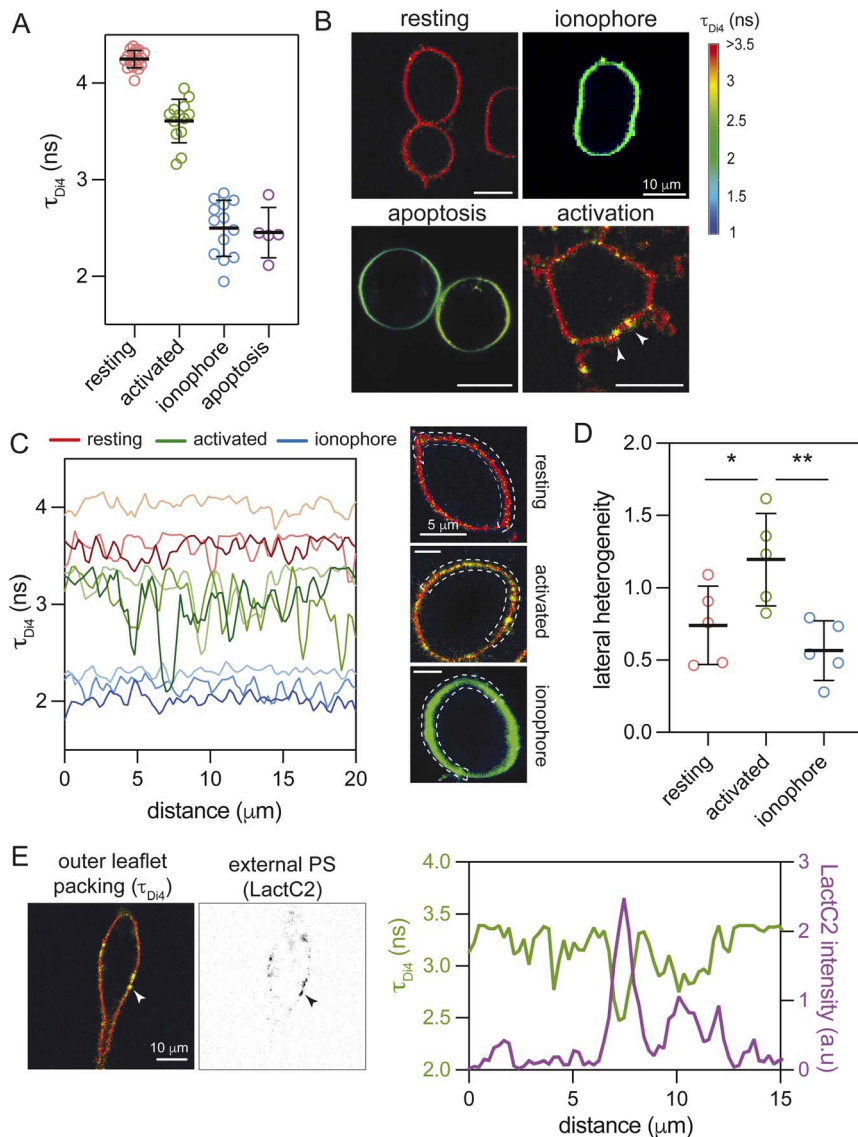 A
τDi4 (ns)
4
3
2
resting
activated
ionophore
apoptosis
B
resting
ionophore
10 μm
apoptosis
activation
τDi4 (ns)
>3.5
3
2.5
2
1.5
1
C
resting
activated
ionophore
τDi4 (ns)
4
3
2
0
5
10
15
20
distance (μm)
5 μm
resting
activated
ionophore
D
lateral heterogeneity
2.0
1.5
1.0
0.5
0.0
*
**
resting
activated
ionophore
E
outer leaflet
packing (τDi4)
10 μm
external PS
(LactC2)
τDi4
(ns)
4.0
3.5
3.0
2.5
2.0
3
2
1
0
LactC2 intensity (a.u)
0
5
10
15
distance (μm)